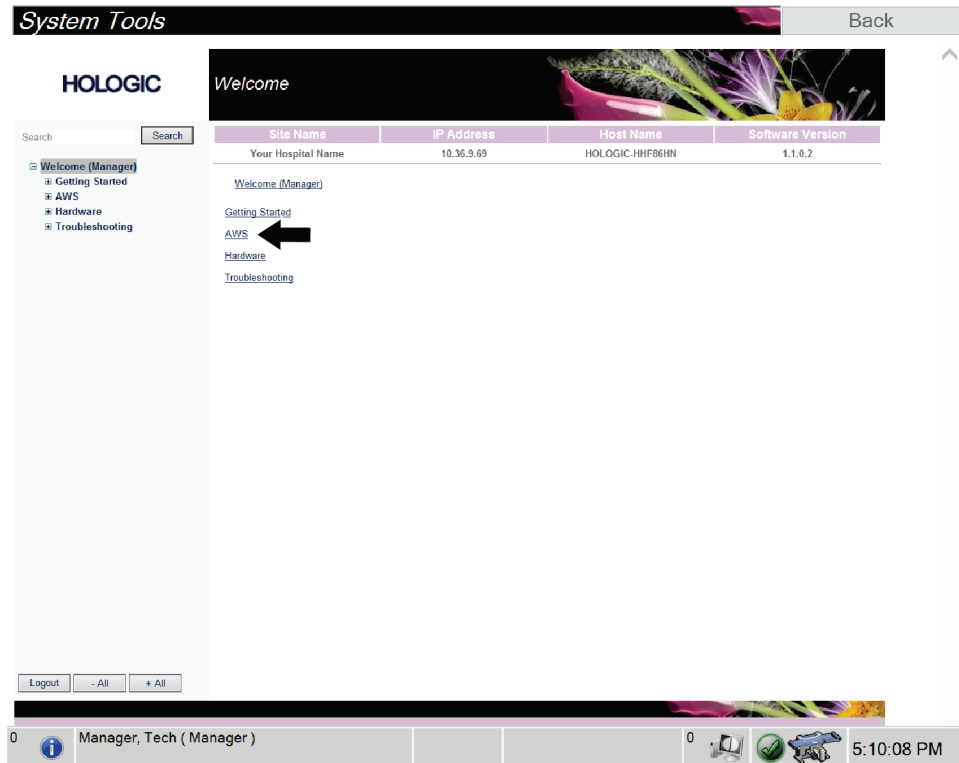 System Tools
Back
HOLOGIC
Welcome
Search
Search
Site Name
IP Address
Host Name
Software Version
Your Hospital Name
10.36.9.69
HOLOGIC-HHF86HN
1.1.0.2
Welcome (Manager)
Getting Started
AWS
Hardware
Troubleshooting
Welcome (Manager)
Getting Started
AWS
Hardware
Troubleshooting
Logout
- All
+ All
0
Manager, Tech ( Manager )
0
5:10:08 PM